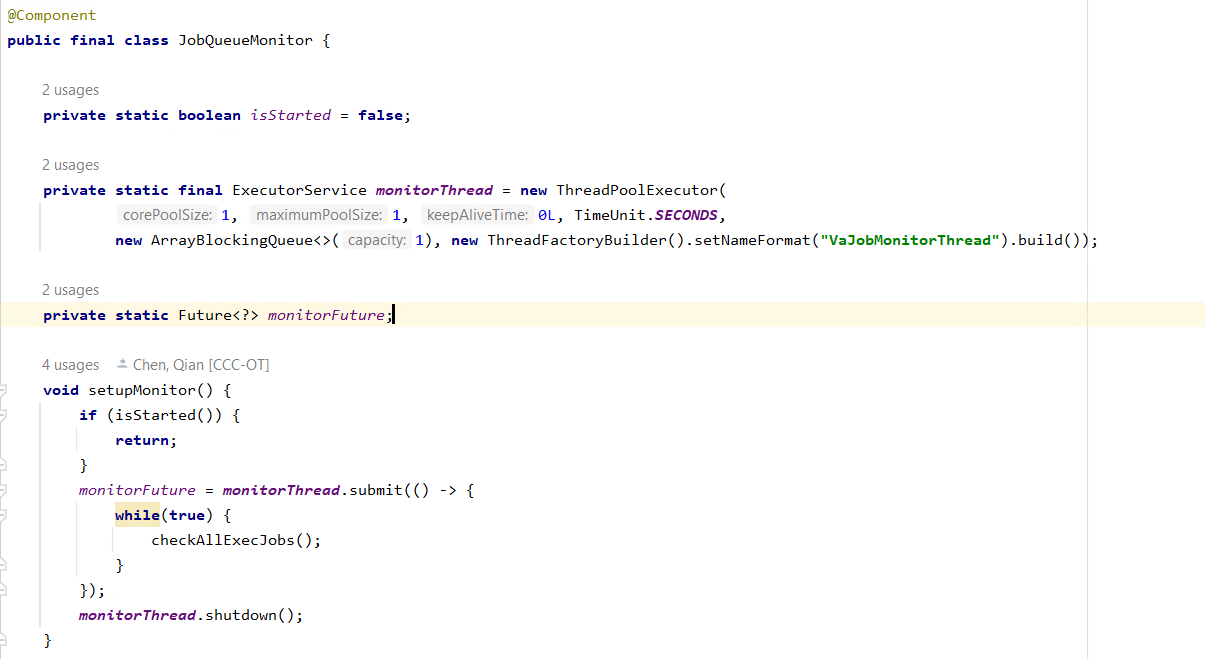 @Component
public final class JobQueueMonitor {
2 usages
private static boolean isStarted = false;
2 usages
private static final ExecutorService monitorThread = new ThreadPoolExecutor(
corePoolSize: 1, maximumPoolSize: 1, keepAliveTime: 0L, TimeUnit.SECONDS,
new ArrayBlockingQueue<>( capacity: 1), new ThreadFactoryBuilder().setNameFormat("VaJobMonitorThread").build());
2 usages
private static Future<?> monitorFuture;
4 usages Chen, Qian [CCC-OT]
void setupMonitor() {
if (isStarted()) {
return;
}
monitorFuture = monitorThread.submit(() -> {
while(true) {
checkAllExecJobs();
}
});
monitorThread.shutdown();
}